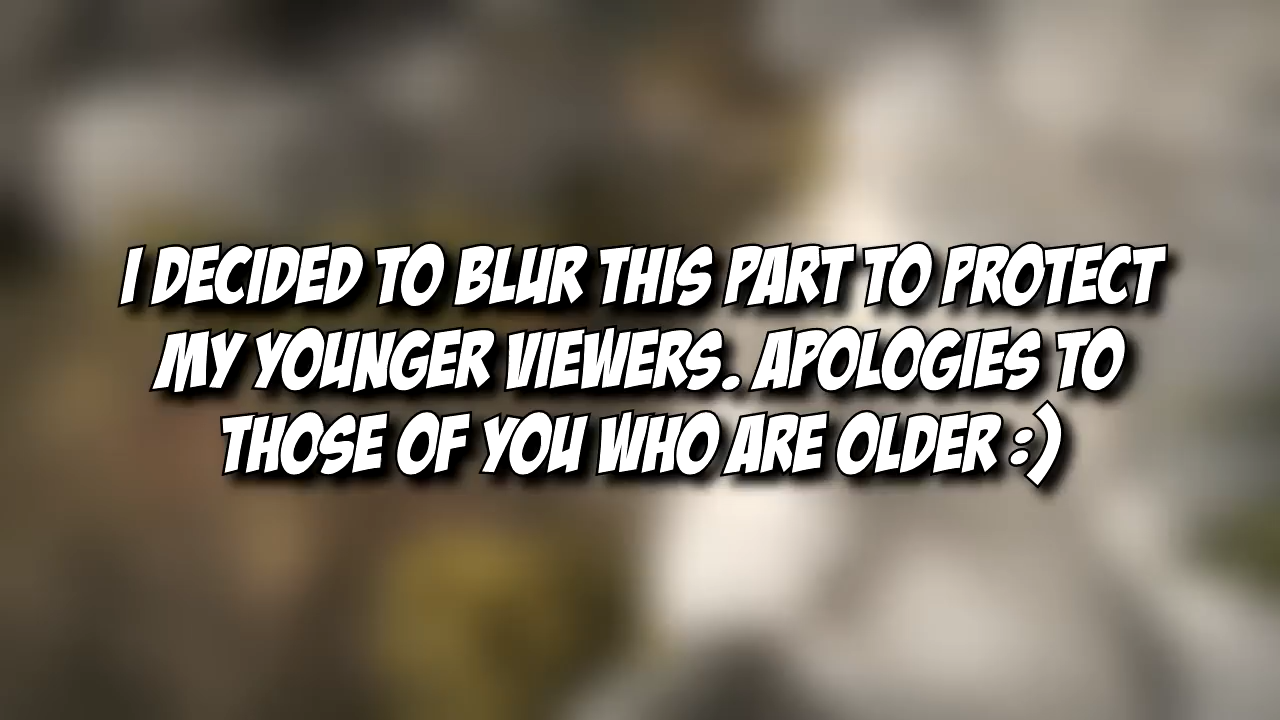 I DECIDED TO BLUR THIS PART TO PROTECT
MY YOUNGER VIEWERS. APOLOGIES TO
THOSE OF YOU WHO ARE OLDER :)